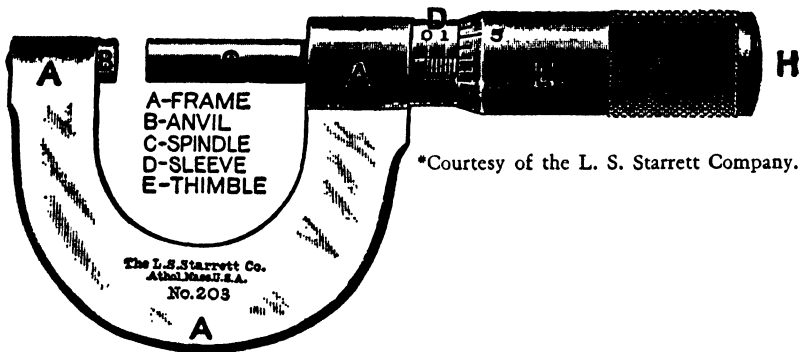 D
0 1 5
B
A
A
H
A-FRAME
B-ANVIL
C-SPINDLE
D-SLEEVE
E-THIMBLE
*Courtesy of the L. S. Starrett Company.
The L.S.Starrett Co.
Athol,Mass.U.S.A.
No.203
A